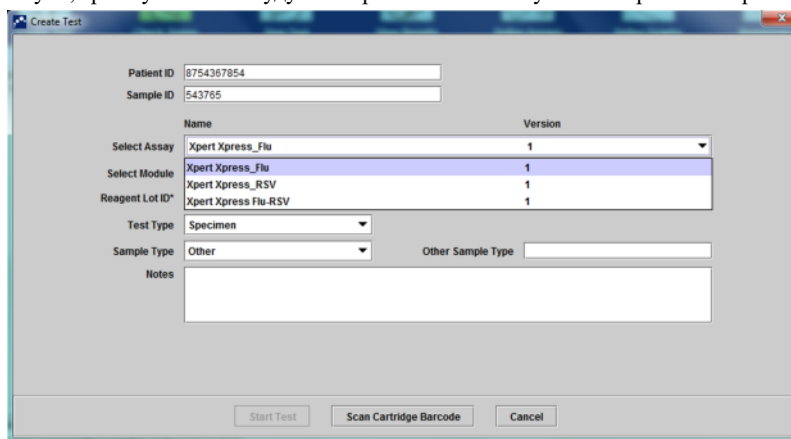 Create Test
Patient ID 8754367854
Sample ID 543765
Name Version
Select Assay Xpert Xpress_Flu 1
Select Module Xpert Xpress_Flu 1
Xpert Xpress_RSV 1
Reagent Lot ID* Xpert Xpress Flu-RSV 1
Test Type Specimen
Sample Type Other Other Sample Type
Notes
Start Test Scan Cartridge Barcode Cancel